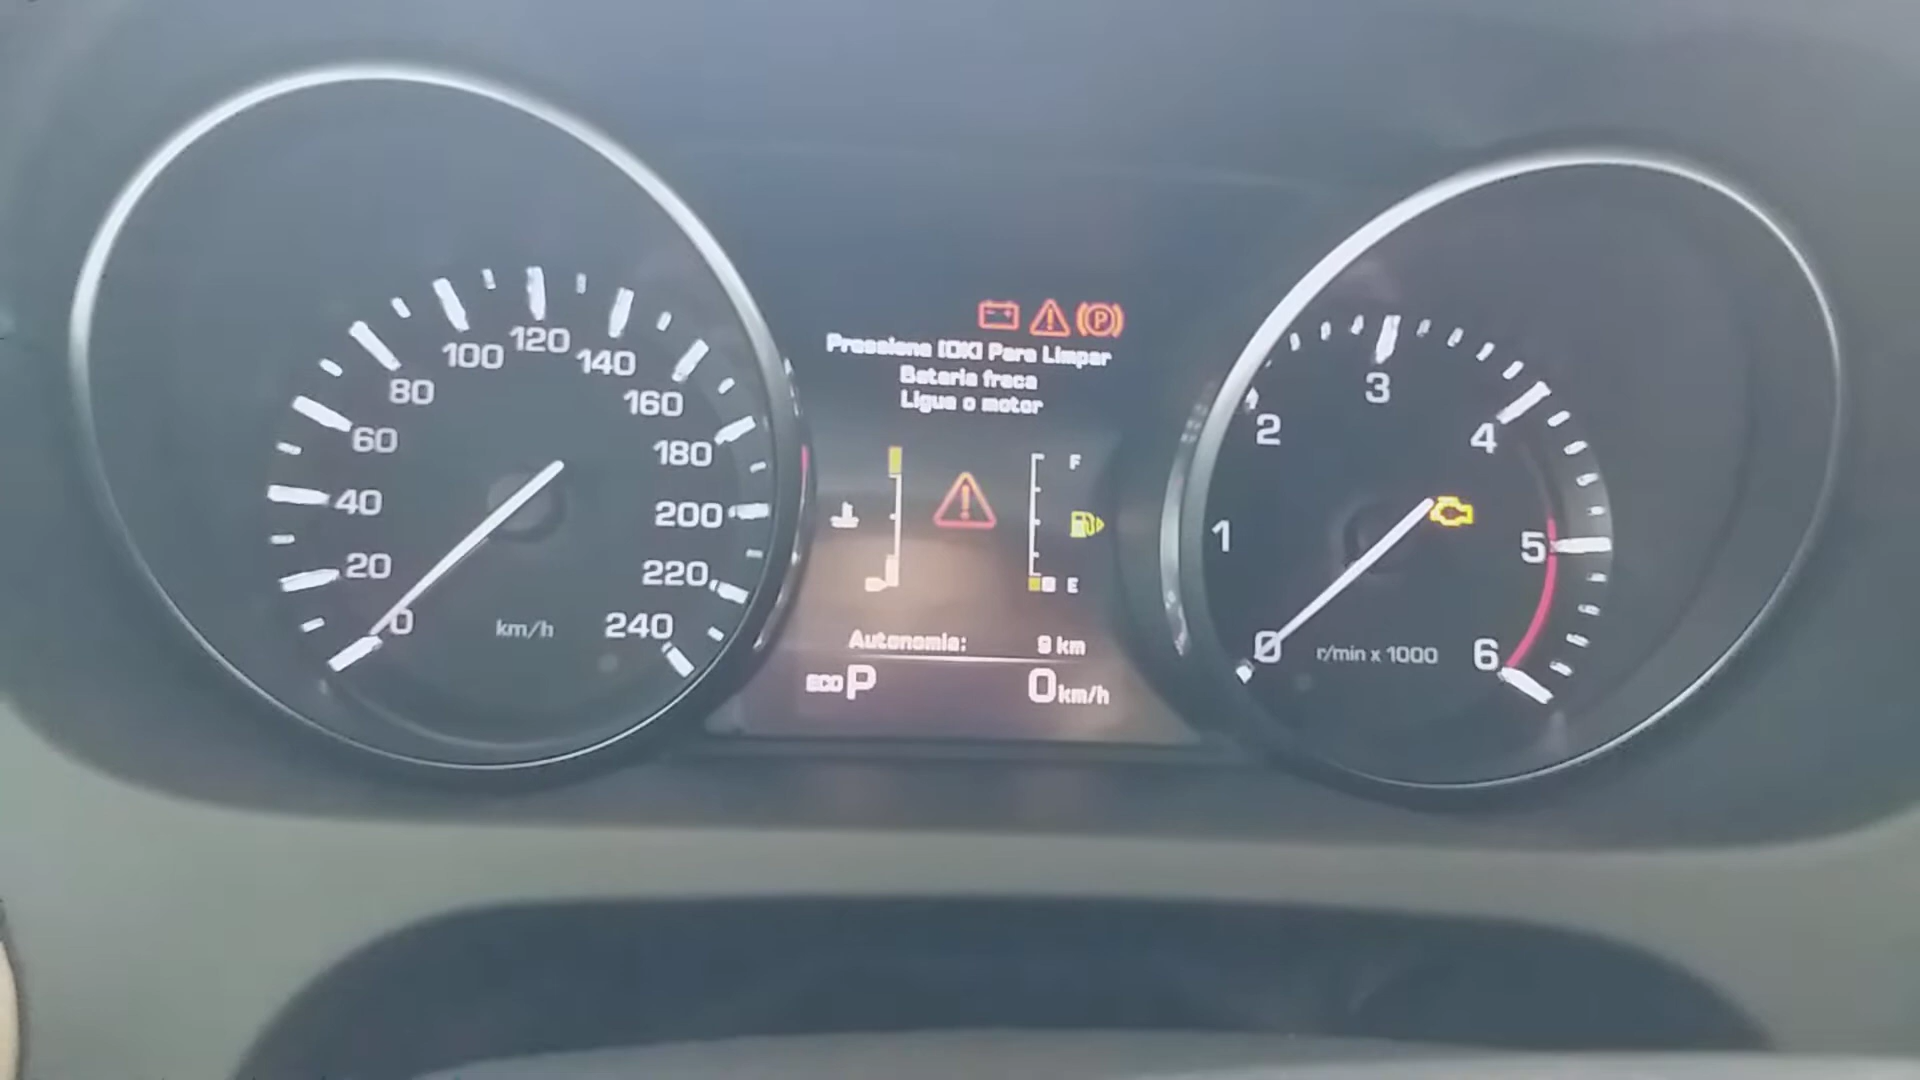 0
20
40
60
80
100
120
140
160
180
200
220
240
km/h
P
Pressione [OK] Para Limpar
Bateria fraca
Ligue o motor
F
E
Autonomia: 9 km
ECO P 0 km/h
0
1
2
3
4
5
6
r/min x 1000